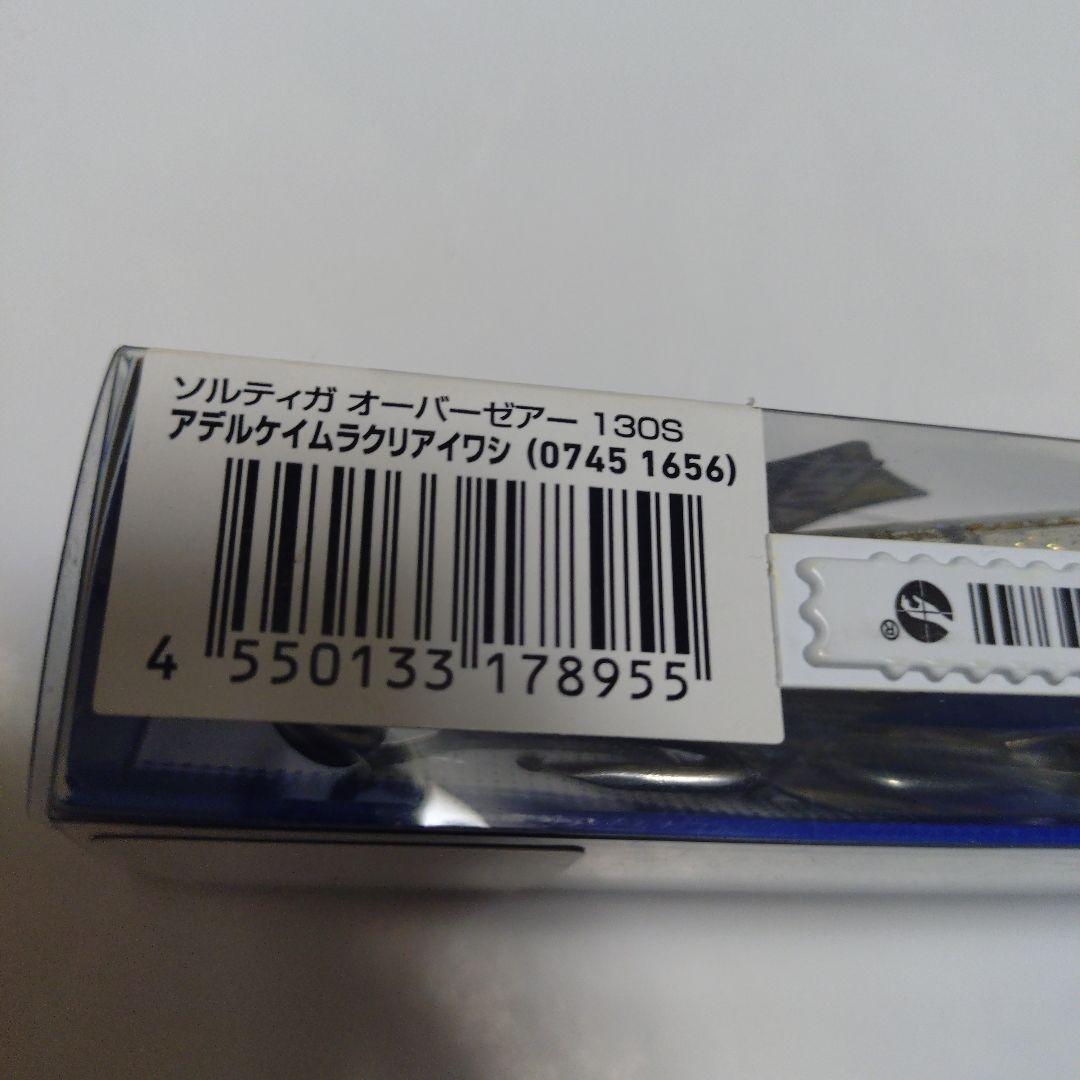 ソルティガ オーバーゼアー 130S
アデルケイムラクリアイワシ (0745 1656)
4 550133 178955
®